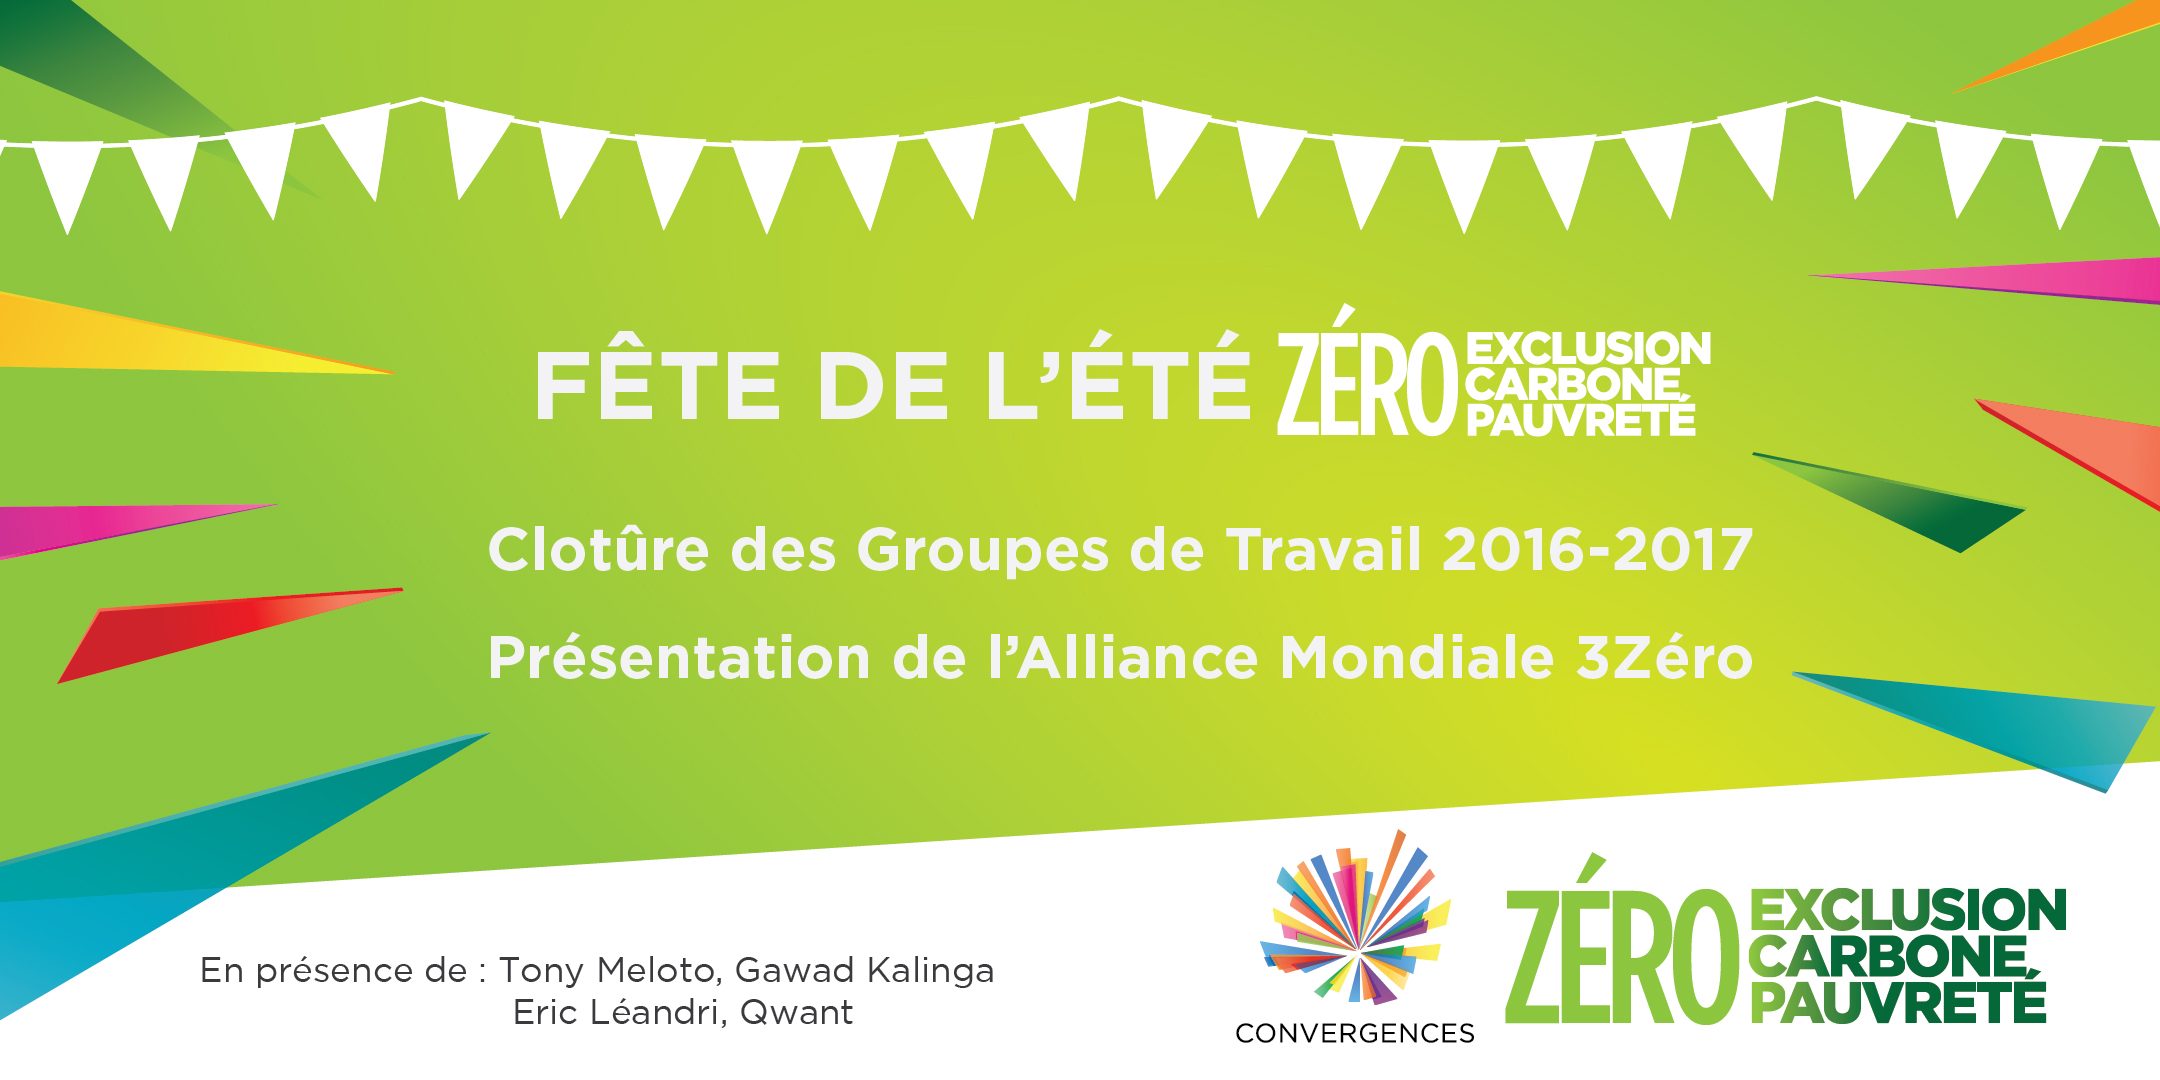 FÊTE DE L’ÉTÉ ZÉRO EXCLUSION
CARBONE
PAUVRETÉ
Clotûre des Groupes de Travail 2016-2017
Présentation de l’Alliance Mondiale 3Zéro
En présence de : Tony Meloto, Gawad Kalinga
Eric Léandri, Qwant
CONVERGENCES
ZÉRO EXCLUSION
CARBONE
PAUVRETÉ